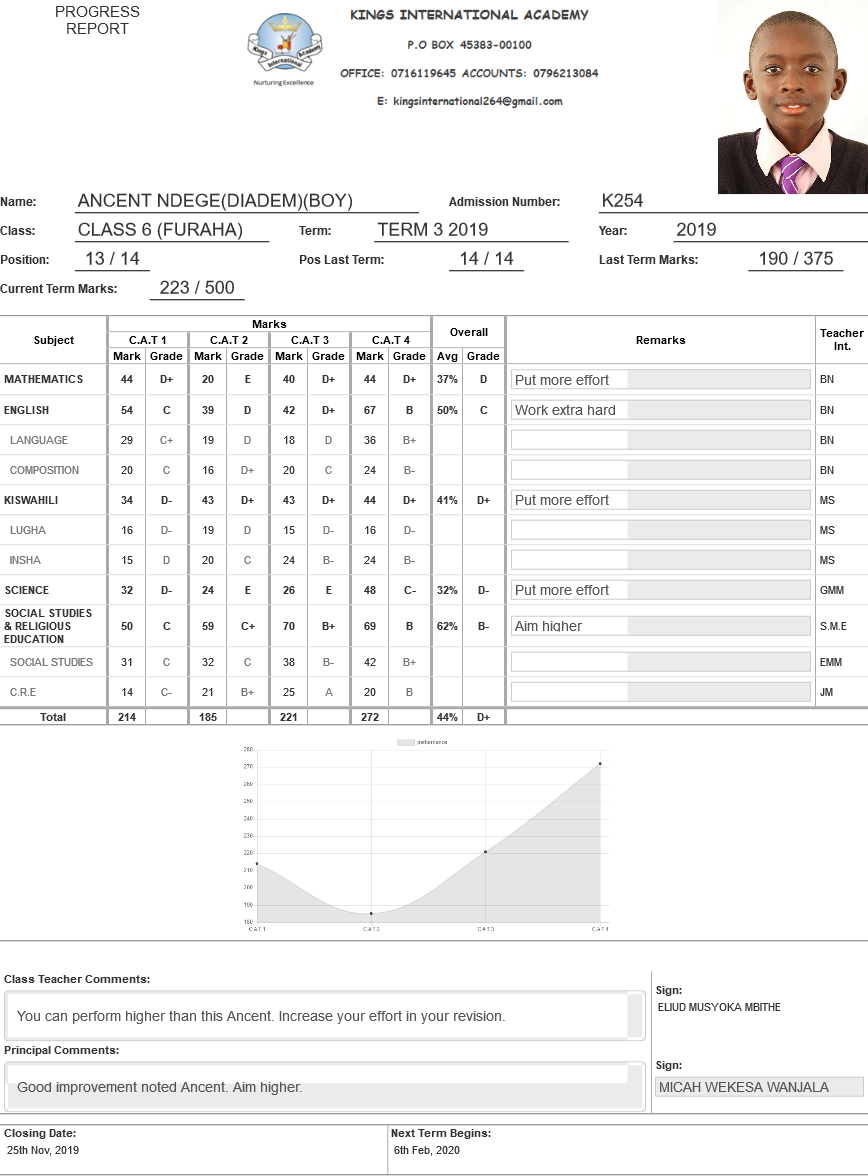 PROGRESS
REPORT
Kings Academy
International
Nurturing Excellence
KINGS INTERNATIONAL ACADEMY
P.O BOX 45383-00100
OFFICE: 0716119645 ACCOUNTS: 0796213084
E: kingsinternational264@gmail.com
Name: ANCENT NDEGE(DIADEM)(BOY) Admission Number: K254
Class: CLASS 6 (FURAHA) Term: TERM 3 2019 Year: 2019
Position: 13 / 14 Pos Last Term: 14 / 14 Last Term Marks: 190 / 375
Current Term Marks: 223 / 500
Subject Marks Overall Remarks Teacher Int.
C.A.T 1 C.A.T 2 C.A.T 3 C.A.T 4
Mark Grade Mark Grade Mark Grade Mark Grade Avg Grade
MATHEMATICS 44 D+ 20 E 40 D+ 44 D+ 37% D Put more effort BN
ENGLISH 54 C 39 D 42 D+ 67 B 50% C Work extra hard BN
LANGUAGE 29 C+ 19 D 18 D 36 B+ BN
COMPOSITION 20 C 16 D+ 20 C 24 B- BN
KISWAHILI 34 D- 43 D+ 43 D+ 44 D+ 41% D+ Put more effort MS
LUGHA 16 D- 19 D 15 D- 16 D- MS
INSHA 15 D 20 C 24 B- 24 B- MS
SCIENCE 32 D- 24 E 26 E 48 C- 32% D- Put more effort GMM
SOCIAL STUDIES
& RELIGIOUS
EDUCATION 50 C 59 C+ 70 B+ 69 B 62% B- Aim higher S.M.E
SOCIAL STUDIES 31 C 32 C 38 B- 42 B+ EMM
C.R.E 14 C- 21 B+ 25 A 20 B JM
Total 214 185 221 272 44% D+
performance
280
270
260
250
240
230
220
210
200
190
180
C.A.T 1 C.A.T 2 C.A.T 3 C.A.T 4
Class Teacher Comments:
You can perform higher than this Ancent. Increase your effort in your revision.
Sign:
ELIUD MUSYOKA MBITHE
Principal Comments:
Good improvement noted Ancent. Aim higher.
Sign:
MICAH WEKESA WANJALA
Closing Date: Next Term Begins:
25th Nov, 2019 6th Feb, 2020